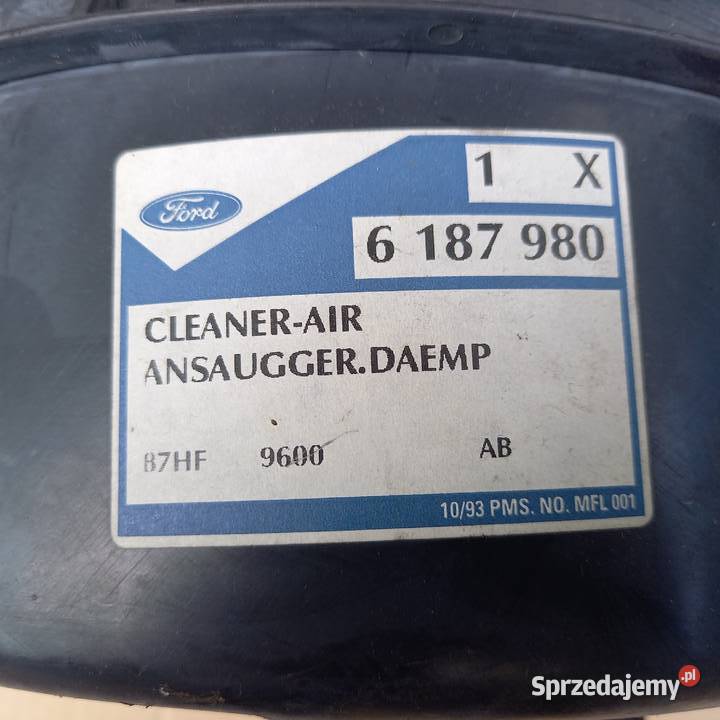 Ford
1 X
6 187 980
CLEANER-AIR
ANSAUGGER.DAEMP
87HF 9600 AB
10/93 PMS. NO. MFL 001
Sprzedajemy.pl